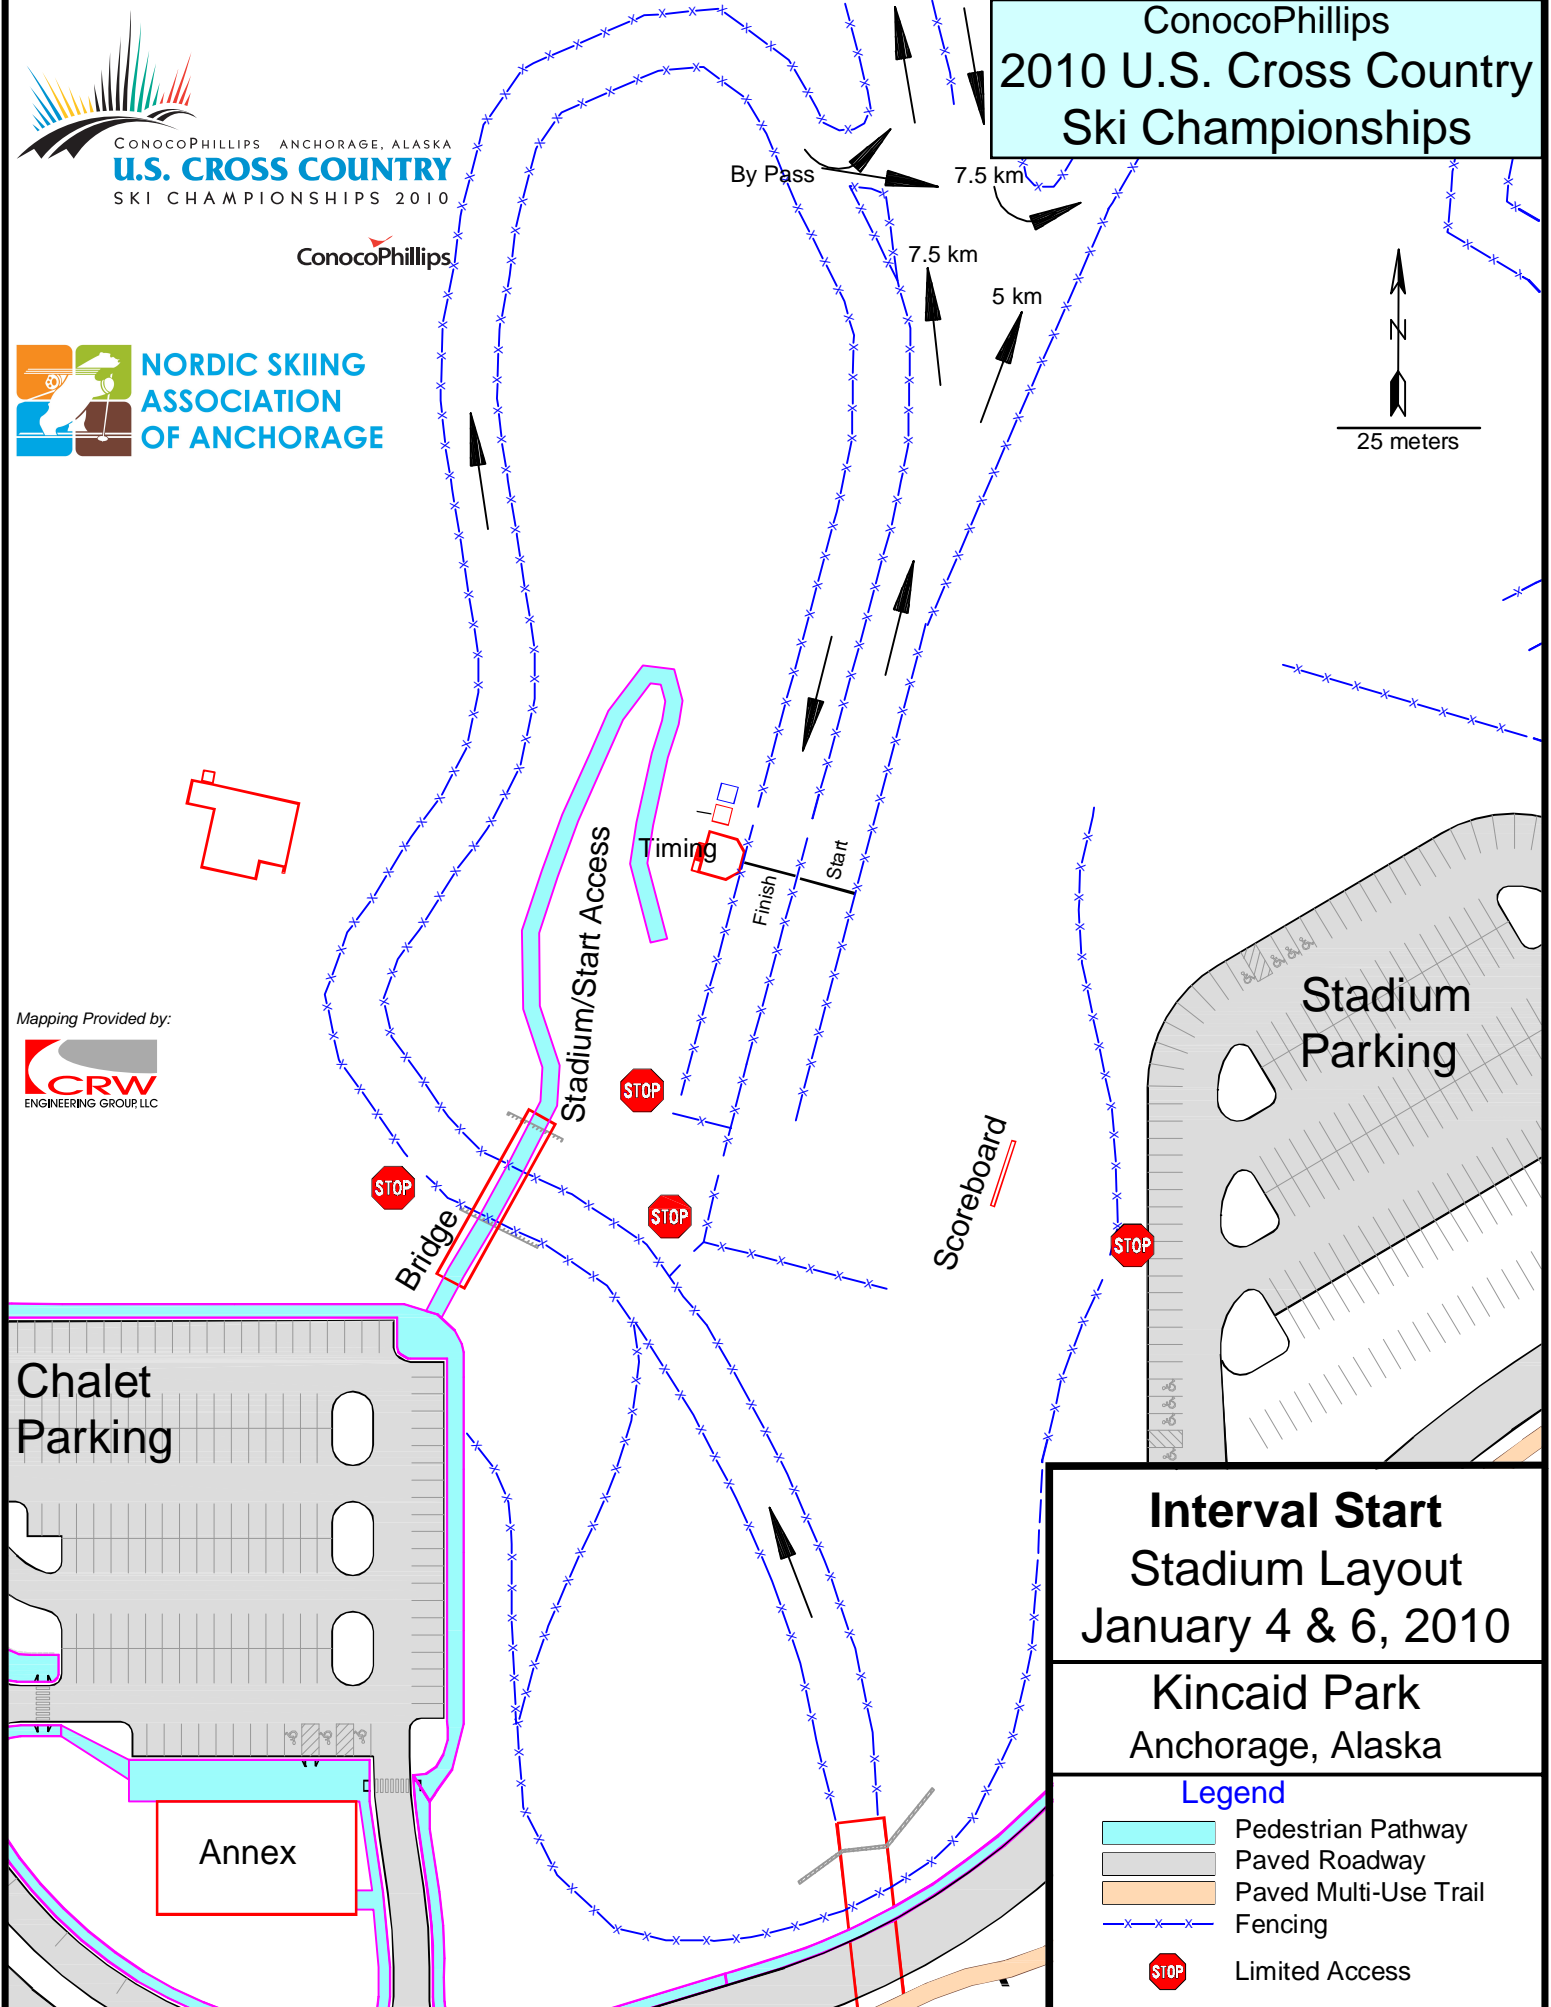 ConocoPhillips
2010 U.S. Cross Country
Ski Championships
CONOCOPHILLIPS ANCHORAGE, ALASKA
U.S. CROSS COUNTRY
SKI CHAMPIONSHIPS 2010
ConocoPhillips
By Pass
7.5 km
7.5 km
5 km
N
25 meters
NORDIC SKIING
ASSOCIATION
OF ANCHORAGE
Timing
Start
Finish
Stadium/Start Access
Stadium
Parking
Mapping Provided by:
CRW
ENGINEERING GROUP, LLC
STOP
STOP
STOP
STOP
Scoreboard
Bridge
Chalet
Parking
Annex
Interval Start
Stadium Layout
January 4 & 6, 2010
Kincaid Park
Anchorage, Alaska
Legend
Pedestrian Pathway
Paved Roadway
Paved Multi-Use Trail
Fencing
STOP Limited Access